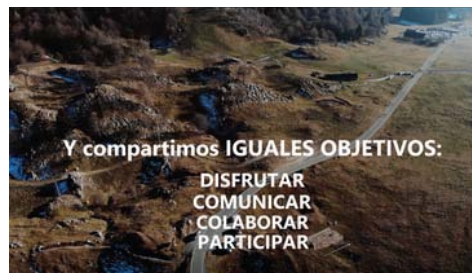 Y compartimos IGUALES OBJETIVOS:
DISFRUTAR
COMUNICAR
COLABORAR
PARTICIPAR